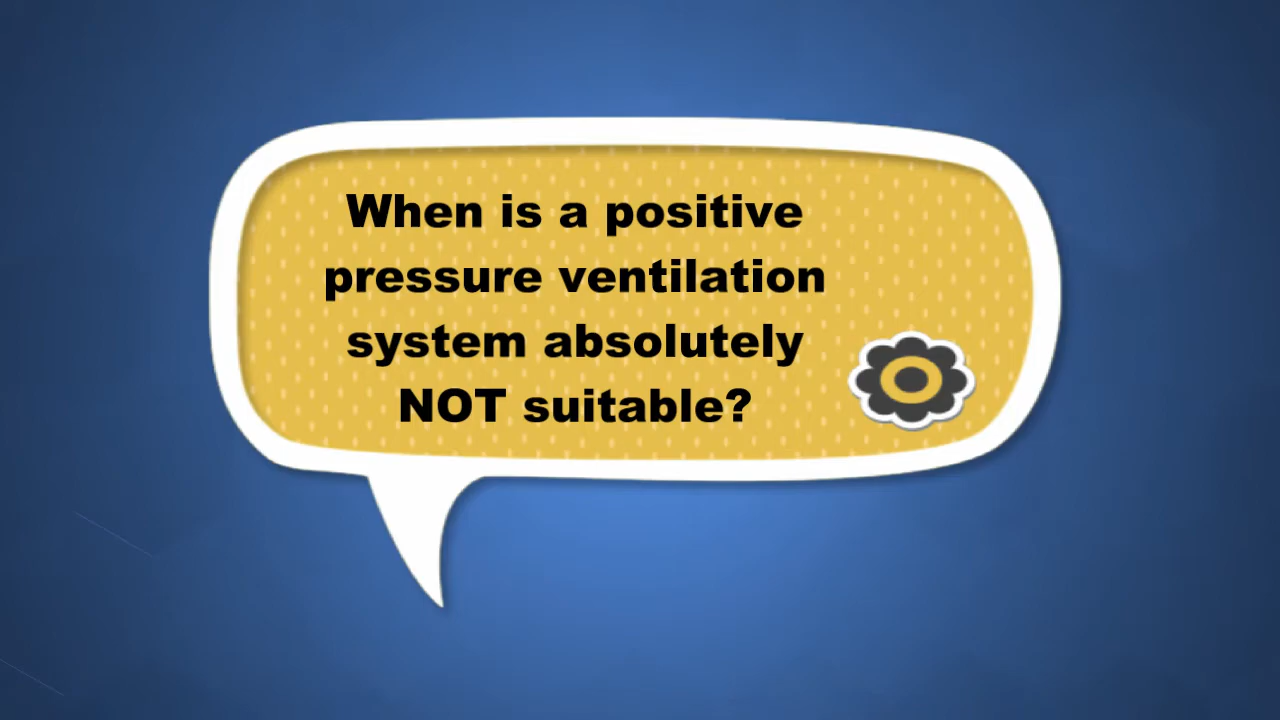 When is a positive
pressure ventilation
system absolutely
NOT suitable?